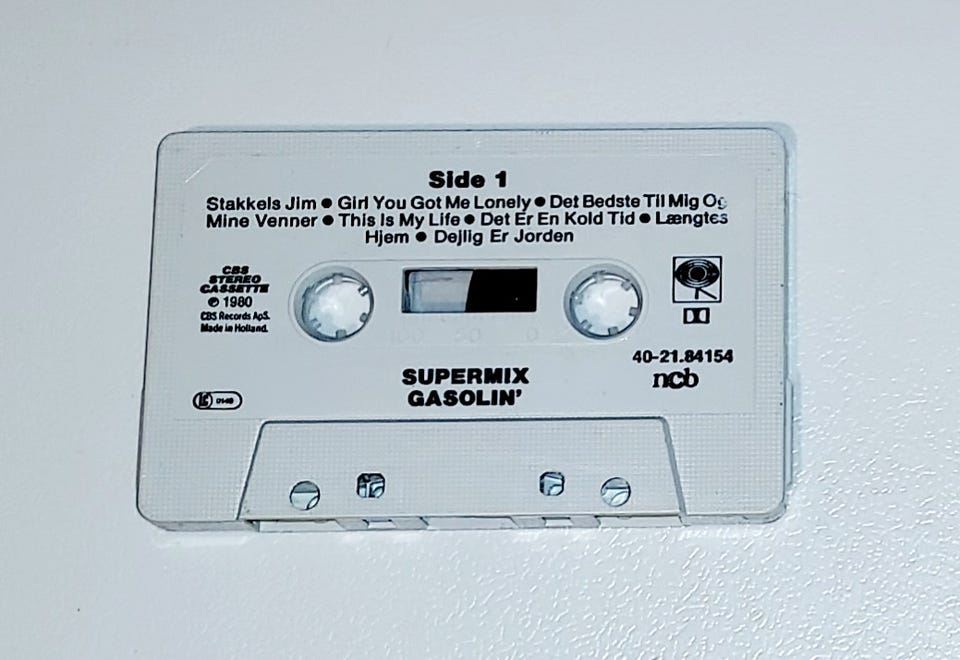 Side 1
Stakkels Jim • Girl You Got Me Lonely • Det Bedste Til Mig Og
Mine Venner • This Is My Life • Det Er En Kold Tid • Længtes
Hjem • Dejlig Er Jorden
CBS
STEREO
CASSETTE
℗ 1980
CBS Records ApS.
Made in Holland.
100 50 0
40-21.84154
ncb
SUPERMIX
GASOLIN'